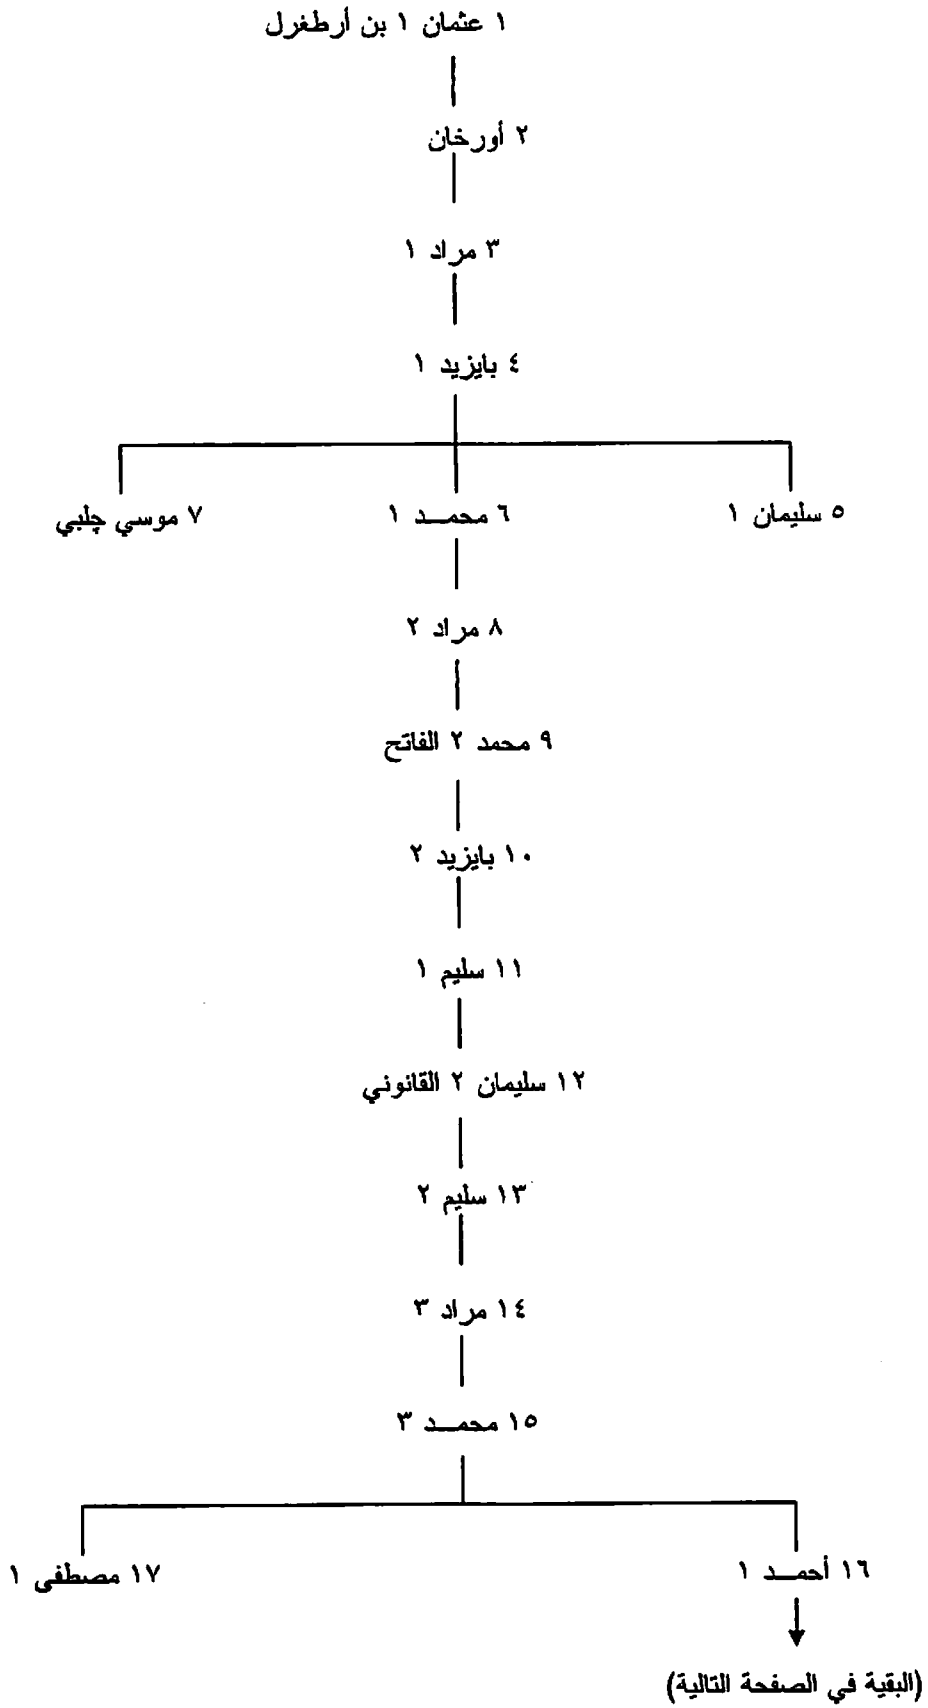 ١ عثمان ١ بن أرطغرل
٢ أورخان
٣ مراد ١
٤ بايزيد ١
٥ سليمان ١
٦ محمـــد ١
٧ موسي چلبي
٨ مراد ٢
٩ محمد ٢ الفاتح
١٠ بايزيد ٢
١١ سليم ١
١٢ سليمان ٢ القانوني
١٣ سليم ٢
١٤ مراد ٣
١٥ محمـــد ٣
١٦ أحمـــد ١
١٧ مصطفى ١
(البقية في الصفحة التالية)